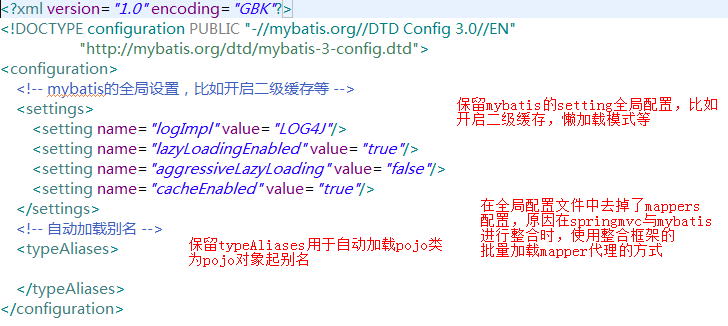 <?xml version="1.0" encoding="GBK"?>
<!DOCTYPE configuration PUBLIC "-//mybatis.org//DTD Config 3.0//EN"
"http://mybatis.org/dtd/mybatis-3-config.dtd">
<configuration>
<!-- mybatis的全局设置，比如开启二级缓存等 -->
<settings>
<setting name="logImpl" value="LOG4J"/>
<setting name="lazyLoadingEnabled" value="true"/>
<setting name="aggressiveLazyLoading" value="false"/>
<setting name="cacheEnabled" value="true"/>
</settings>
<!-- 自动加载别名 -->
<typeAliases>
</typeAliases>
</configuration>
保留mybatis的setting全局配置，比如
开启二级缓存，懒加载模式等
在全局配置文件中去掉了mappers
配置，原因在springmvc与mybatis
进行整合时，使用整合框架的
批量加载mapper代理的方式
保留typeAliases用于自动加载pojo类
为pojo对象起别名